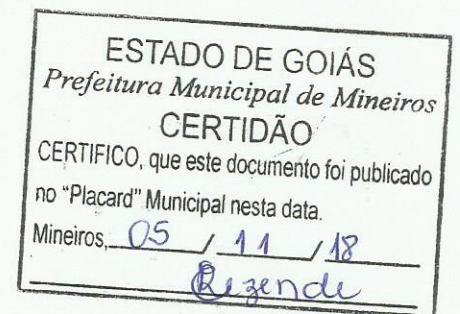 ESTADO DE GOIÁS
Prefeitura Municipal de Mineiros
CERTIDÃO
CERTIFICO, que este documento foi publicado
no "Placard" Municipal nesta data.
Mineiros, 05 / 11 / 18
Rezende